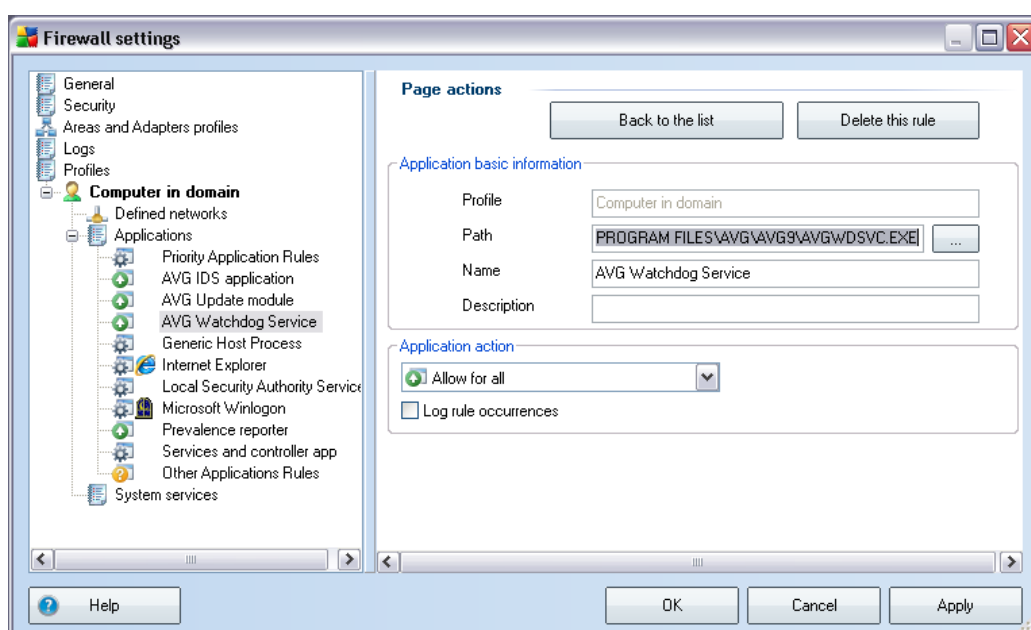 Firewall settings
General
Security
Areas and Adapters profiles
Logs
Profiles
Computer in domain
Defined networks
Applications
Priority Application Rules
AVG IDS application
AVG Update module
AVG Watchdog Service
Generic Host Process
Internet Explorer
Local Security Authority Service
Microsoft Winlogon
Prevalence reporter
Services and controller app
Other Applications Rules
System services
Page actions
Back to the list
Delete this rule
Application basic information
Profile
Computer in domain
Path
PROGRAM FILES\AVG\AVG9\AVGWDSVC.EXE
...
Name
AVG Watchdog Service
Description
Application action
Allow for all
Log rule occurrences
Help
OK
Cancel
Apply